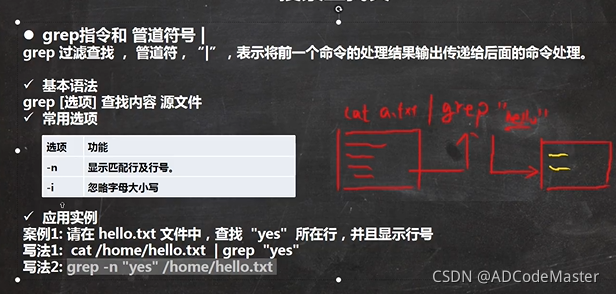 ● grep指令和 管道符号 |
grep 过滤查找 ， 管道符，“|”，表示将前一个命令的处理结果输出传递给后面的命令处理。
✓ 基本语法
grep [选项] 查找内容 源文件
✓ 常用选项
选项 功能
-n 显示匹配行及行号。
-i 忽略字母大小写
cat a.txt | grep "hello"
✓ 应用实例
案例1: 请在 hello.txt 文件中，查找 "yes" 所在行，并且显示行号
写法1: cat /home/hello.txt | grep "yes"
写法2: grep -n "yes" /home/hello.txt
CSDN @ADCodeMaster